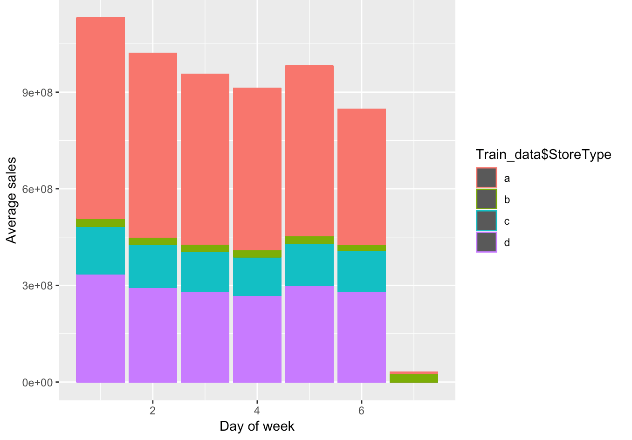 9e+08
6e+08
3e+08
0e+00
Average sales
2
4
6
Day of week
Train_data$StoreType
a
b
c
d